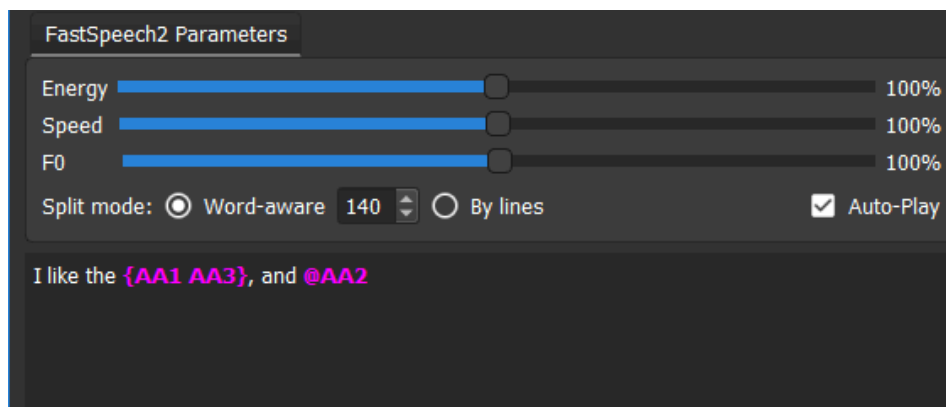 FastSpeech2 Parameters
Energy 100%
Speed 100%
F0 100%
Split mode: Word-aware 140 By lines Auto-Play
I like the {AA1 AA3}, and @AA2